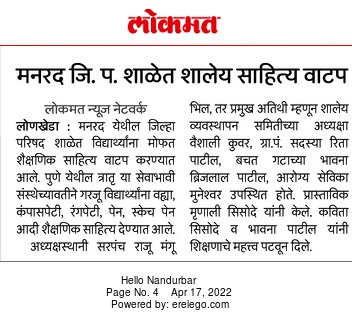 लोकमत
मनरद जि. प. शाळेत शालेय साहित्य वाटप
लोकमत न्यूज नेटवर्क
लोणखेडा : मनरद येथील जिल्हा
परिषद शाळेत विद्यार्थ्यांना मोफत
शैक्षणिक साहित्य वाटप करण्यात
आले. पुणे येथील त्रातृ या सेवाभावी
संस्थेच्यावतीने गरजू विद्यार्थ्यांना वह्या,
कंपासपेटी, रंगपेटी, पेन, स्केच पेन
आदी शैक्षणिक साहित्य देण्यात आले.
अध्यक्षस्थानी सरपंच राजू मंगू
भिल, तर प्रमुख अतिथी म्हणून शालेय
व्यवस्थापन समितीच्या अध्यक्षा
वैशाली कुवर, ग्रा.पं. सदस्या रिता
पाटील, बचत गटाच्या भावना
ब्रिजलाल पाटील, आरोग्य सेविका
मुनेश्वर उपस्थित होते. प्रास्ताविक
मृणाली सिसोदे यांनी केले. कविता
सिसोदे व भावना पाटील यांनी
शिक्षणाचे महत्त्व पटवून दिले.
Hello Nandurbar
Page No. 4 Apr 17, 2022
Powered by: erelego.com